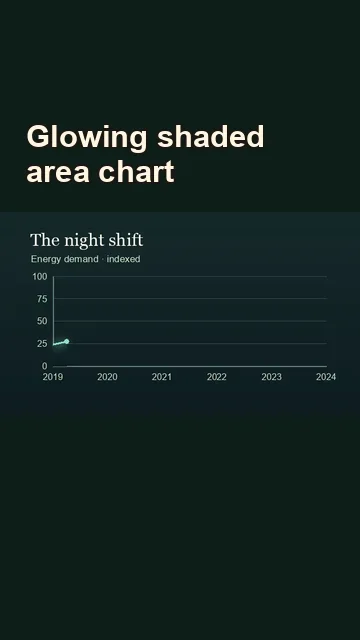 Glowing shaded
area chart
The night shift
Energy demand · indexed
100
75
50
25
0
2019 2020 2021 2022 2023 2024